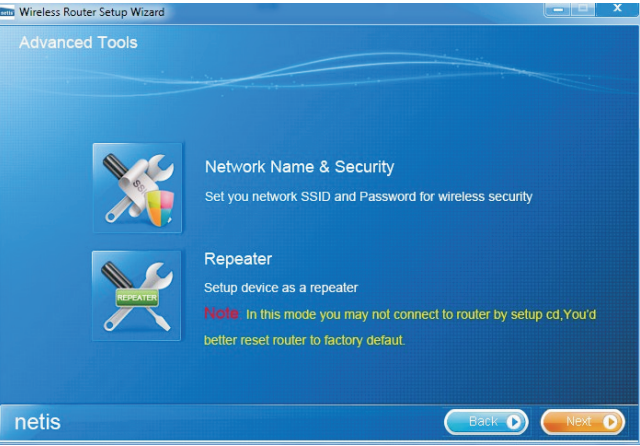 netis Wireless Router Setup Wizard
Advanced Tools
SSID
Network Name & Security
Set you network SSID and Password for wireless security
REPEATER
Repeater
Setup device as a repeater
Note In this mode you may not connect to router by setup cd,You'd
better reset router to factory defaut.
netis
Back
Next